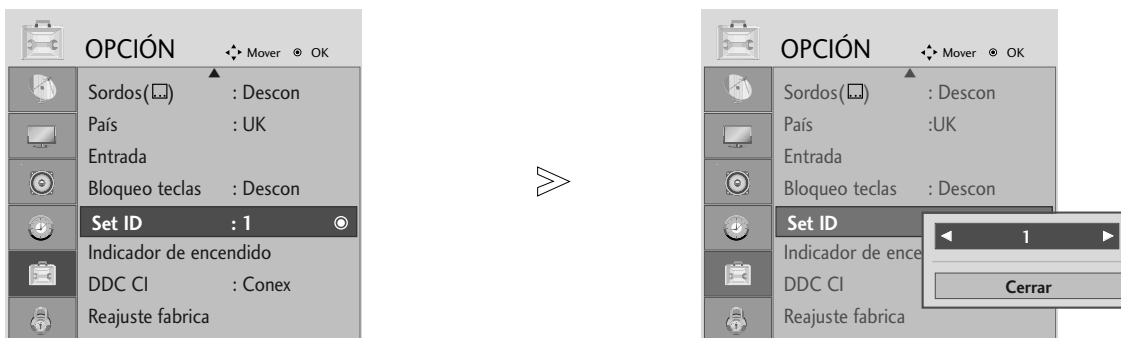 OPCIÓN Mover OK
Sordos( ) : Descon
País : UK
Entrada
Bloqueo teclas : Descon
Set ID : 1
Indicador de encendido
DDC CI : Conex
Reajuste fabrica
OPCIÓN Mover OK
Sordos( ) : Descon
País :UK
Entrada
Bloqueo teclas : Descon
Set ID
1
Indicador de ence
DDC CI
Cerrar
Reajuste fabrica